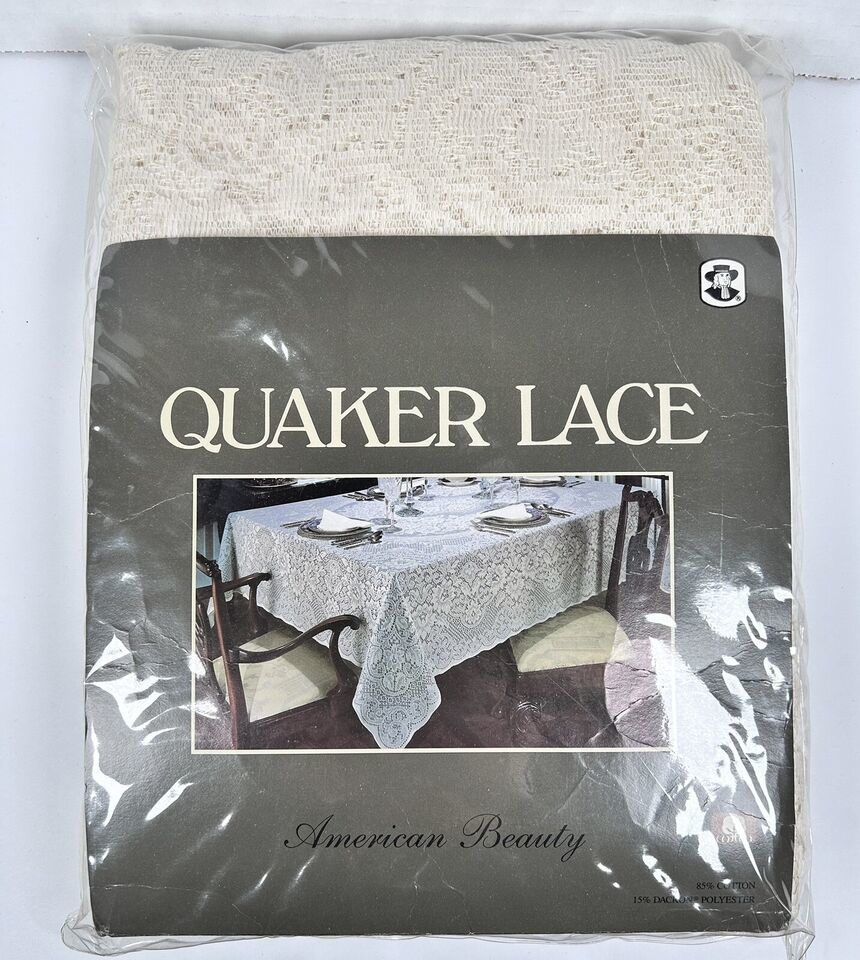 ®
QUAKER LACE
American Beauty
85% COTTON
15% DACRON® POLYESTER